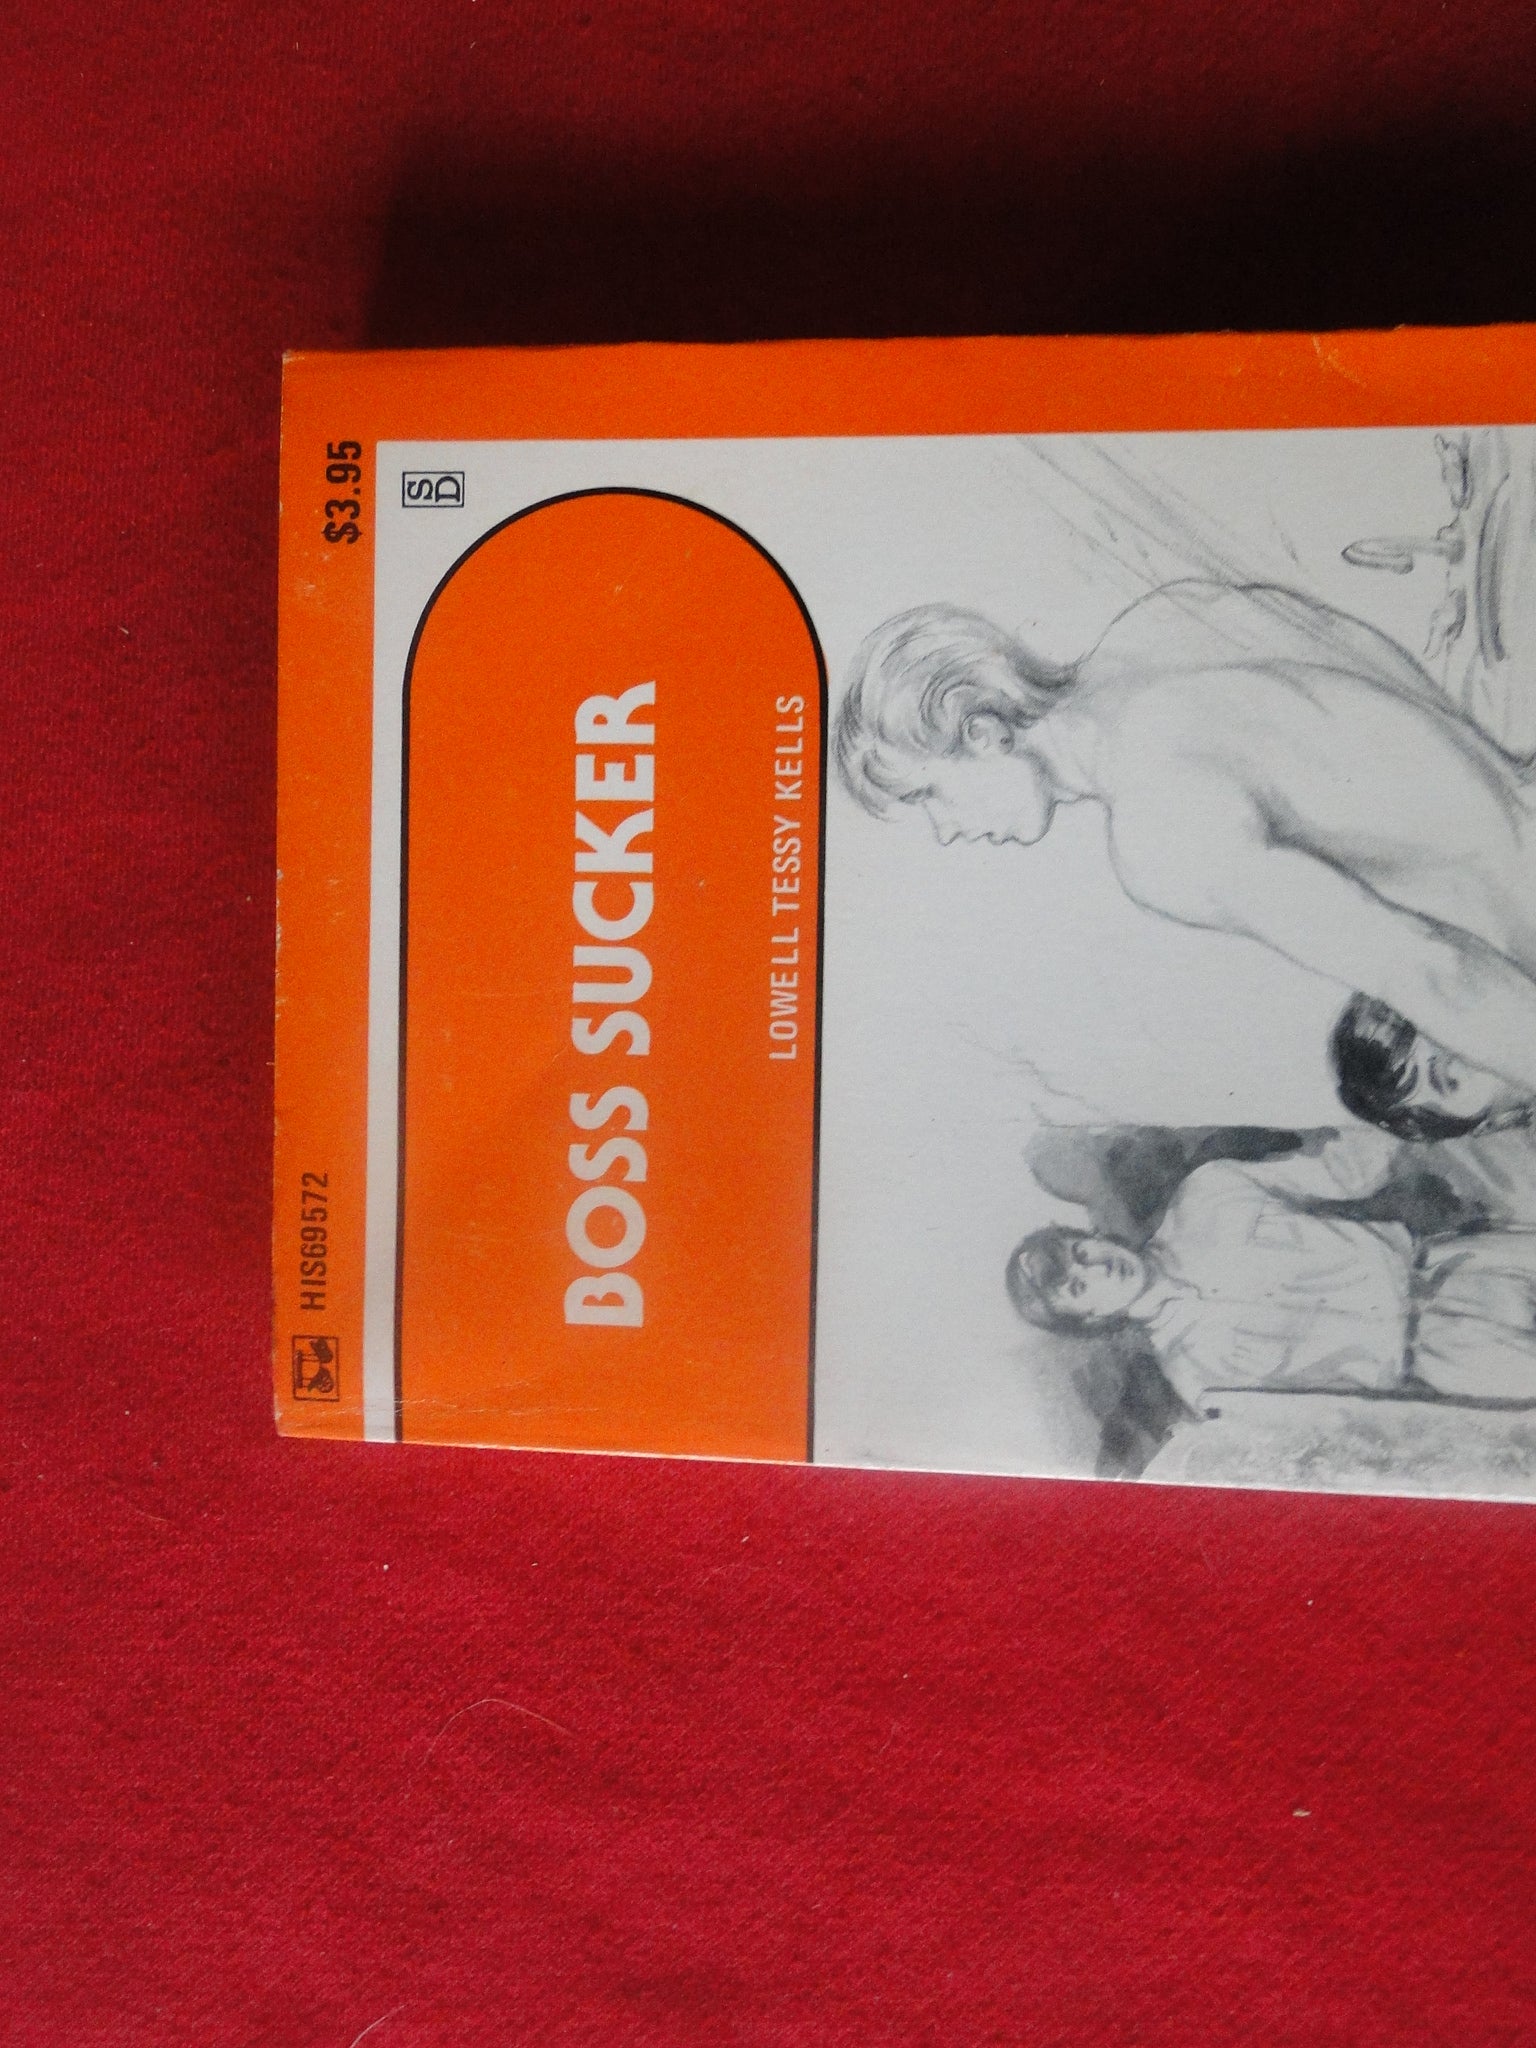 HIS69572
$3.95
SD
BOSS SUCKER
LOWELL TESSY KELLS